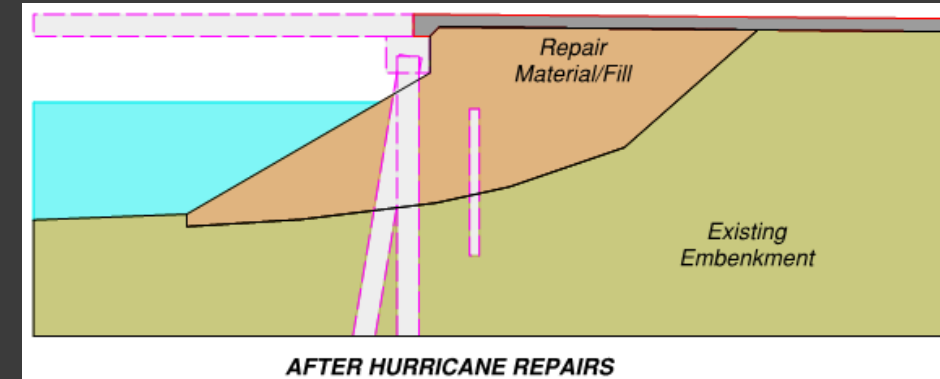 Repair
Material/Fill
Existing
Embenkment
AFTER HURRICANE REPAIRS